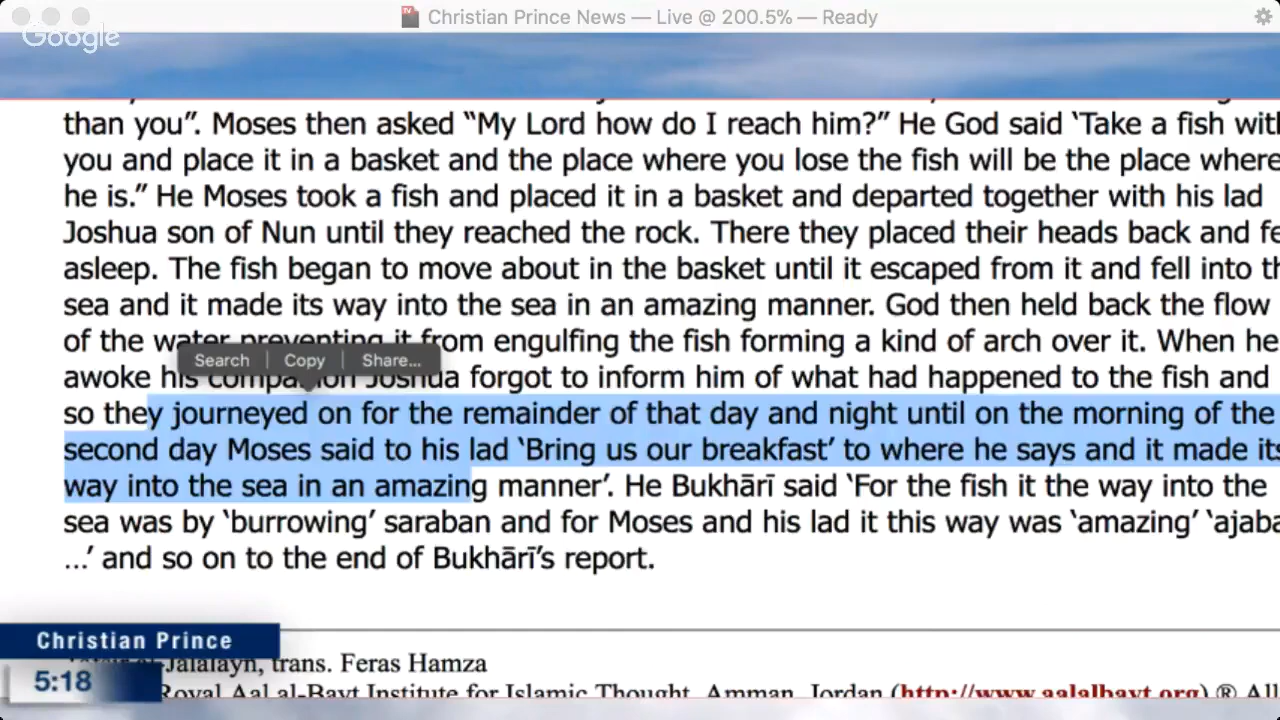 Christian Prince News — Live @ 200.5% — Ready
Google
than you”. Moses then asked “My Lord how do I reach him?” He God said ‘Take a fish with
you and place it in a basket and the place where you lose the fish will be the place where
he is.” He Moses took a fish and placed it in a basket and departed together with his lad
Joshua son of Nun until they reached the rock. There they placed their heads back and
asleep. The fish began to move about in the basket until it escaped from it and fell into
sea and it made its way into the sea in an amazing manner. God then held back the flow
of the water preventing it from engulfing the fish forming a kind of arch over it. When he
Search Copy Share...
awoke his companion Joshua forgot to inform him of what had happened to the fish and
so they journeyed on for the remainder of that day and night until on the morning of the
second day Moses said to his lad ‘Bring us our breakfast’ to where he says and it made its
way into the sea in an amazing manner’. He Bukhārī said ‘For the fish it the way into the
sea was by ‘burrowing’ saraban and for Moses and his lad it this way was ‘amazing’
…’ and so on to the end of Bukhārī’s report.
Christian Prince
al-Jalalayn, trans. Feras Hamza
5:18
Royal Aal al-Bayt Institute for Islamic Thought, Amman, Jordan (http://www.aalalbayt.org) ®